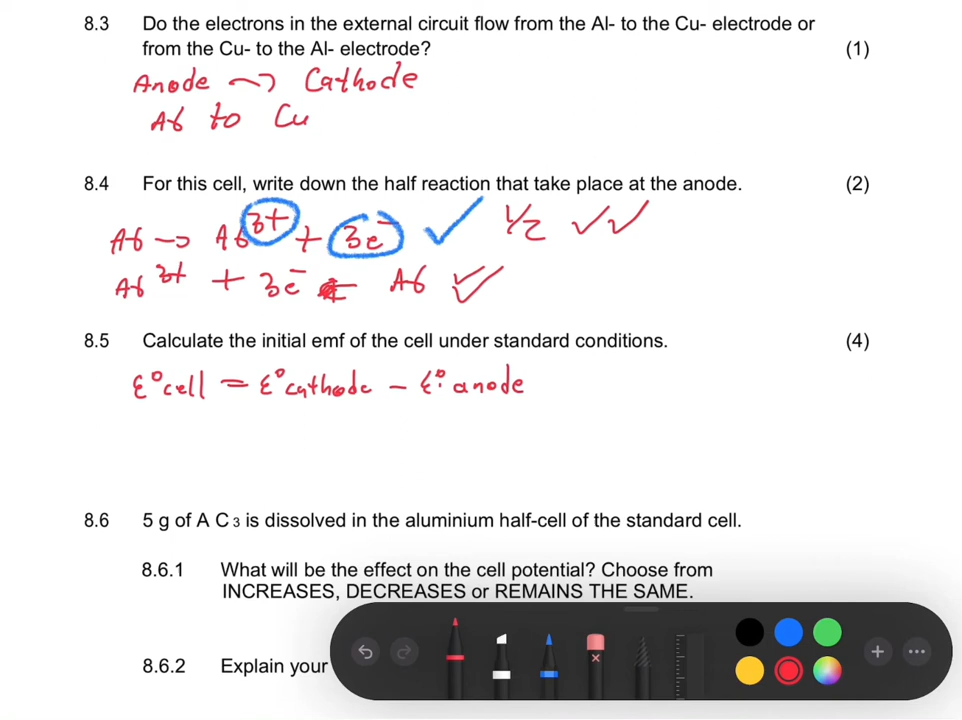 8.3 Do the electrons in the external circuit flow from the Al- to the Cu- electrode or
from the Cu- to the Al- electrode? (1)
Anode → Cathode
Al to Cu
8.4 For this cell, write down the half reaction that take place at the anode. (2)
Al → Al³⁺ + 3e⁻ ✓ 1/2 ✓✓
Al³⁺ + 3e⁻ ← Al ✓✓
8.5 Calculate the initial emf of the cell under standard conditions. (4)
E°cell = E°cathode - E°anode
8.6 5 g of A C 3 is dissolved in the aluminium half-cell of the standard cell.
8.6.1 What will be the effect on the cell potential? Choose from
INCREASES, DECREASES or REMAINS THE SAME.
8.6.2 Explain your